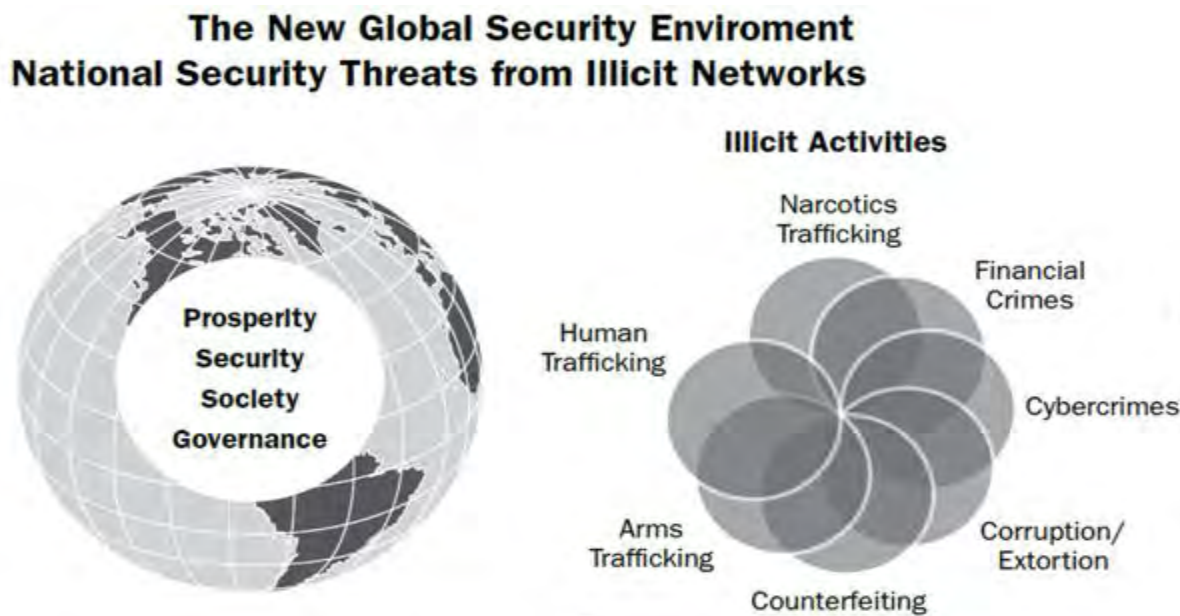 The New Global Security Enviroment
National Security Threats from Illicit Networks
Prosperity
Security
Society
Governance
Illicit Activities
Narcotics
Trafficking
Financial
Crimes
Human
Trafficking
Cybercrimes
Arms
Trafficking
Corruption/
Extortion
Counterfeiting